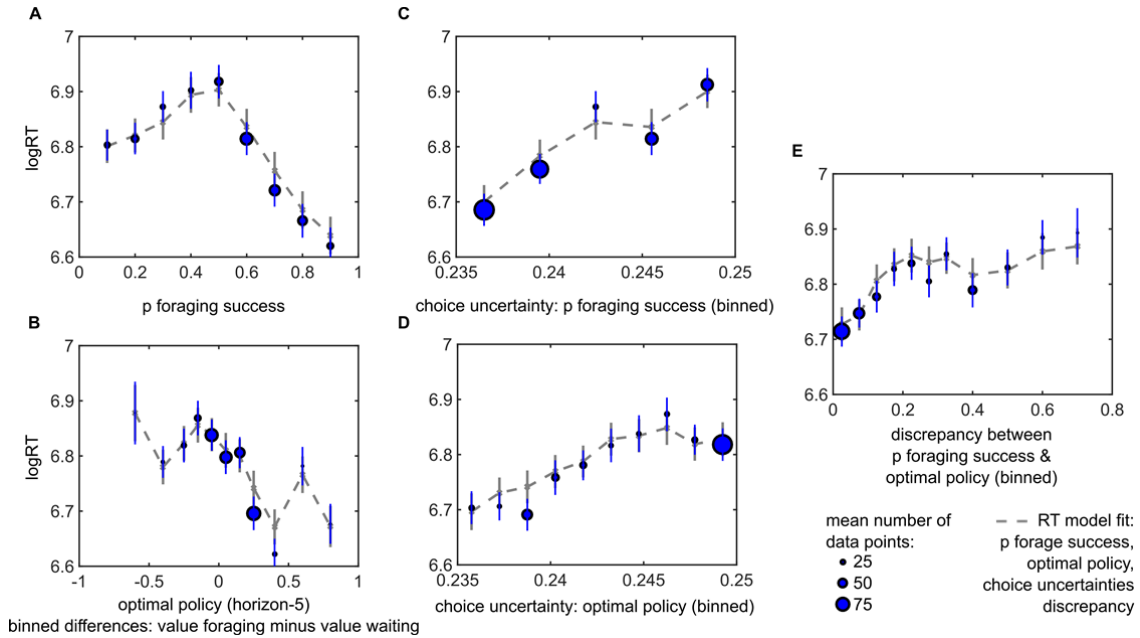 A
7
6.9
6.8
6.7
6.6
logRT
0
0.2
0.4
0.6
0.8
1
p foraging success
C
7
6.9
6.8
6.7
6.6
0.235
0.24
0.245
0.25
choice uncertainty: p foraging success (binned)
B
7
6.9
6.8
6.7
6.6
logRT
-1
-0.5
0
0.5
1
optimal policy (horizon-5)
binned differences: value foraging minus value waiting
D
7
6.9
6.8
6.7
6.6
0.235
0.24
0.245
0.25
choice uncertainty: optimal policy (binned)
E
7
6.9
6.8
6.7
6.6
0
0.2
0.4
0.6
0.8
discrepancy between
p foraging success &
optimal policy (binned)
mean number of
data points:
25
50
75
RT model fit:
p forage success,
optimal policy,
choice uncertainties
discrepancy